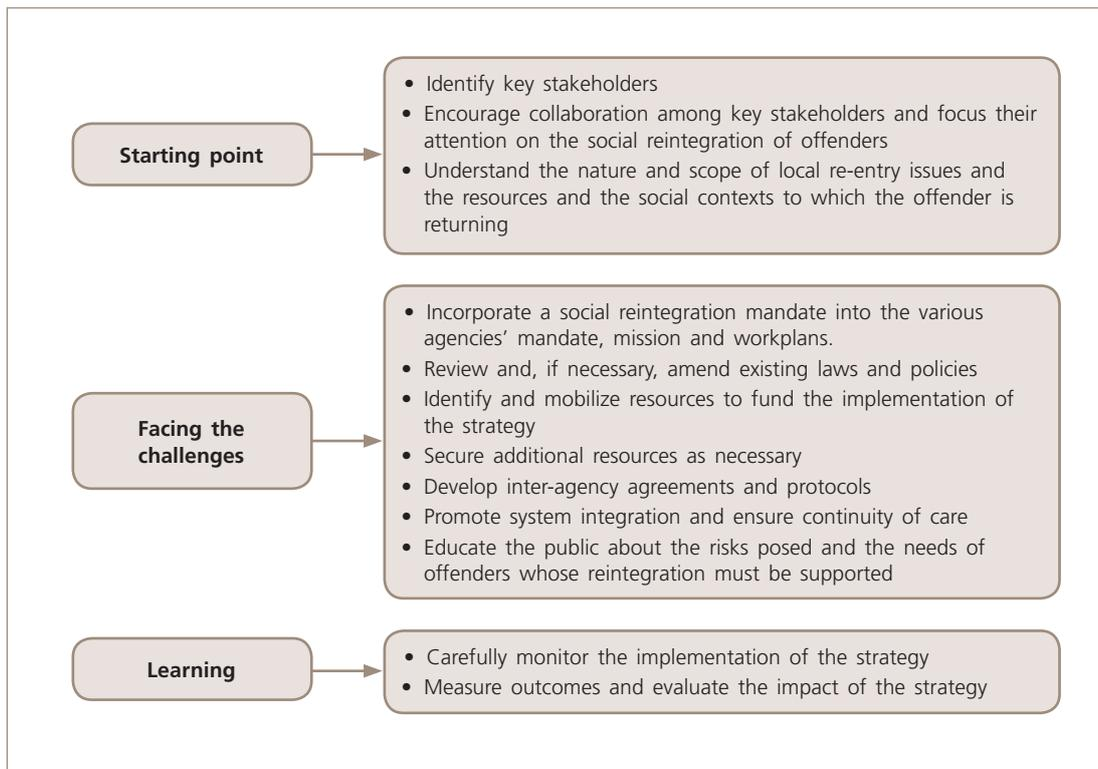 Starting point
• Identify key stakeholders
• Encourage collaboration among key stakeholders and focus their
attention on the social reintegration of offenders
• Understand the nature and scope of local re-entry issues and
the resources and the social contexts to which the offender is
returning
Facing the
challenges
• Incorporate a social reintegration mandate into the various
agencies’ mandate, mission and workplans.
• Review and, if necessary, amend existing laws and policies
• Identify and mobilize resources to fund the implementation of
the strategy
• Secure additional resources as necessary
• Develop inter-agency agreements and protocols
• Promote system integration and ensure continuity of care
• Educate the public about the risks posed and the needs of
offenders whose reintegration must be supported
Learning
• Carefully monitor the implementation of the strategy
• Measure outcomes and evaluate the impact of the strategy